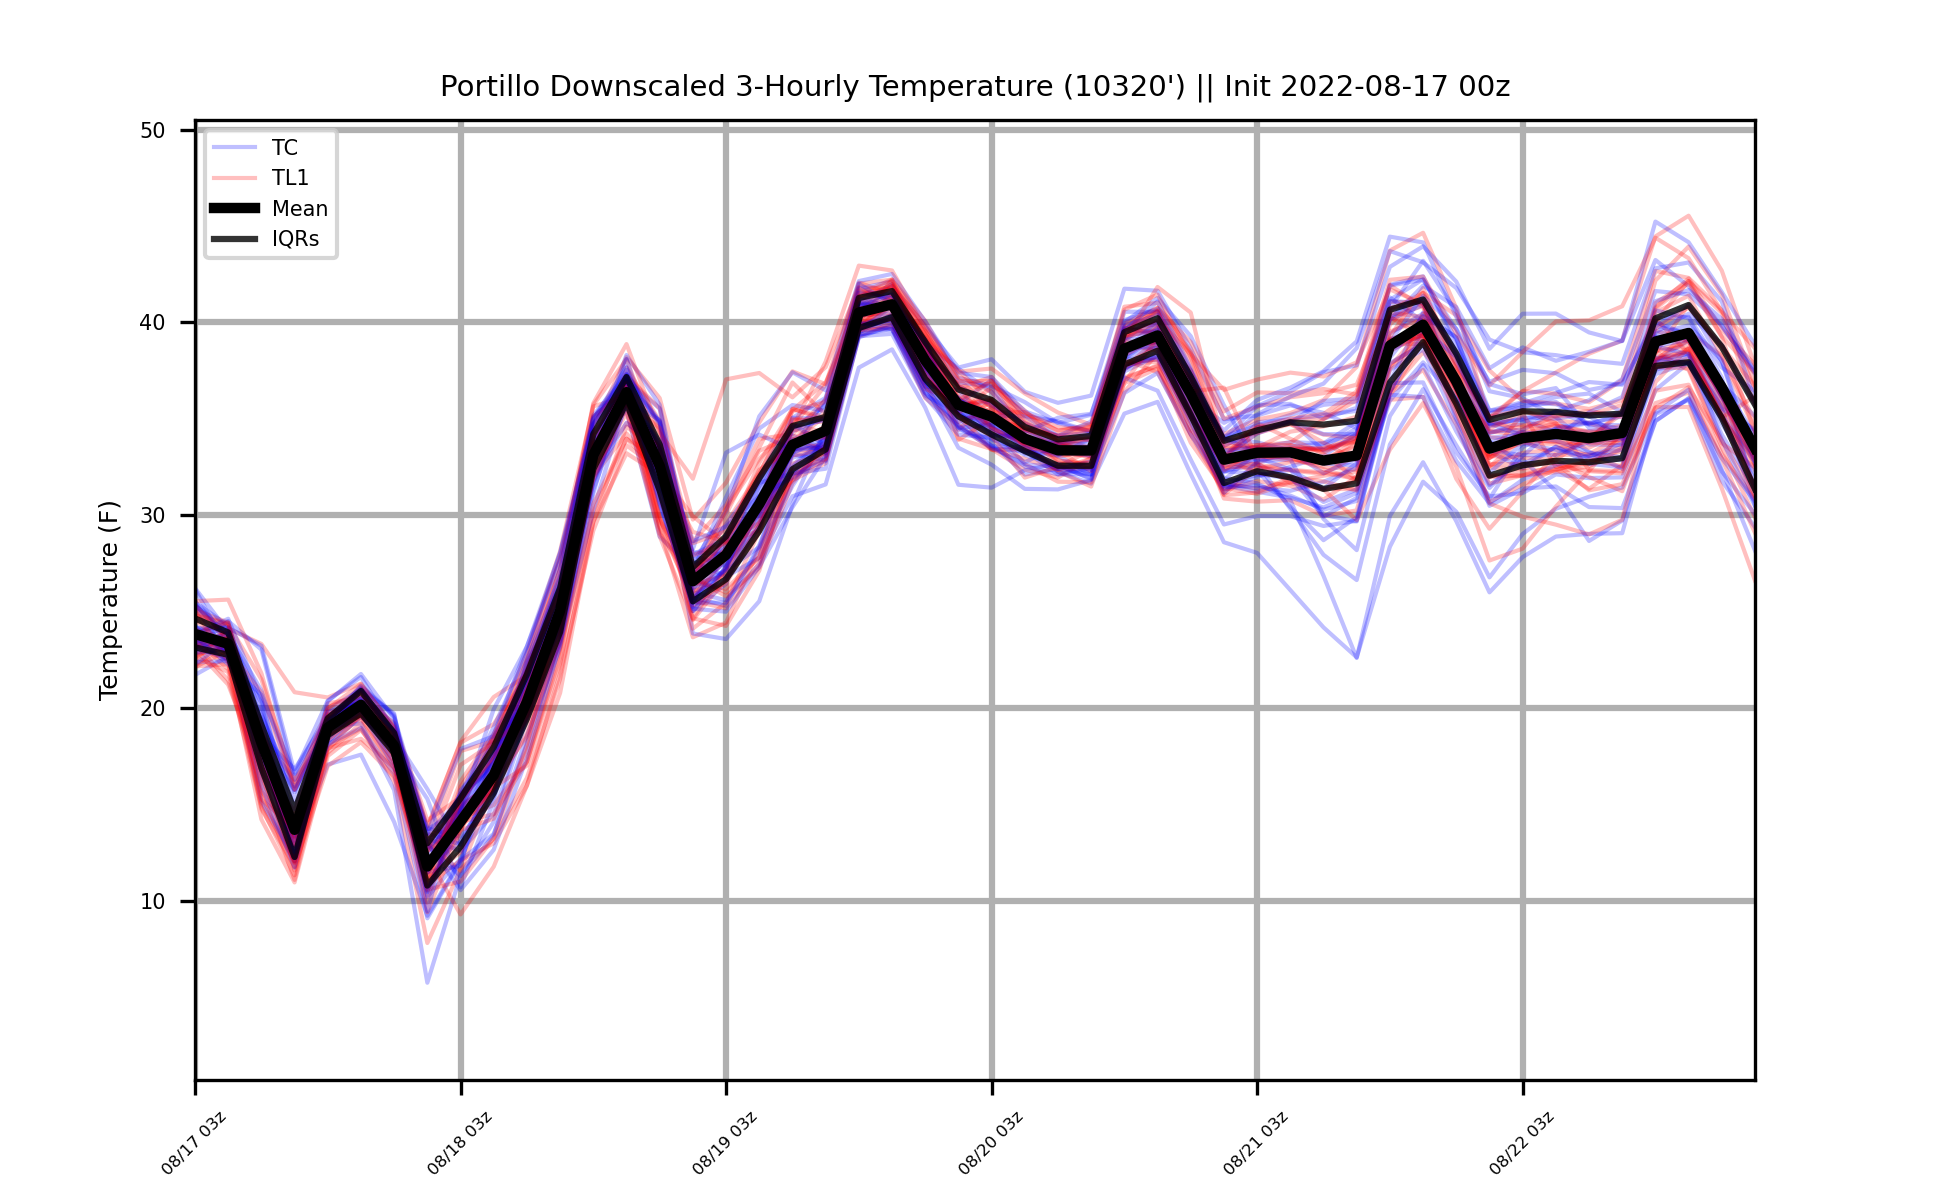 Portillo Downscaled 3-Hourly Temperature (10320') || Init 2022-08-17 00z
TC
TL1
Mean
IQRs
Temperature (F)
50
40
30
20
10
08/17 03z
08/18 03z
08/19 03z
08/20 03z
08/21 03z
08/22 03z